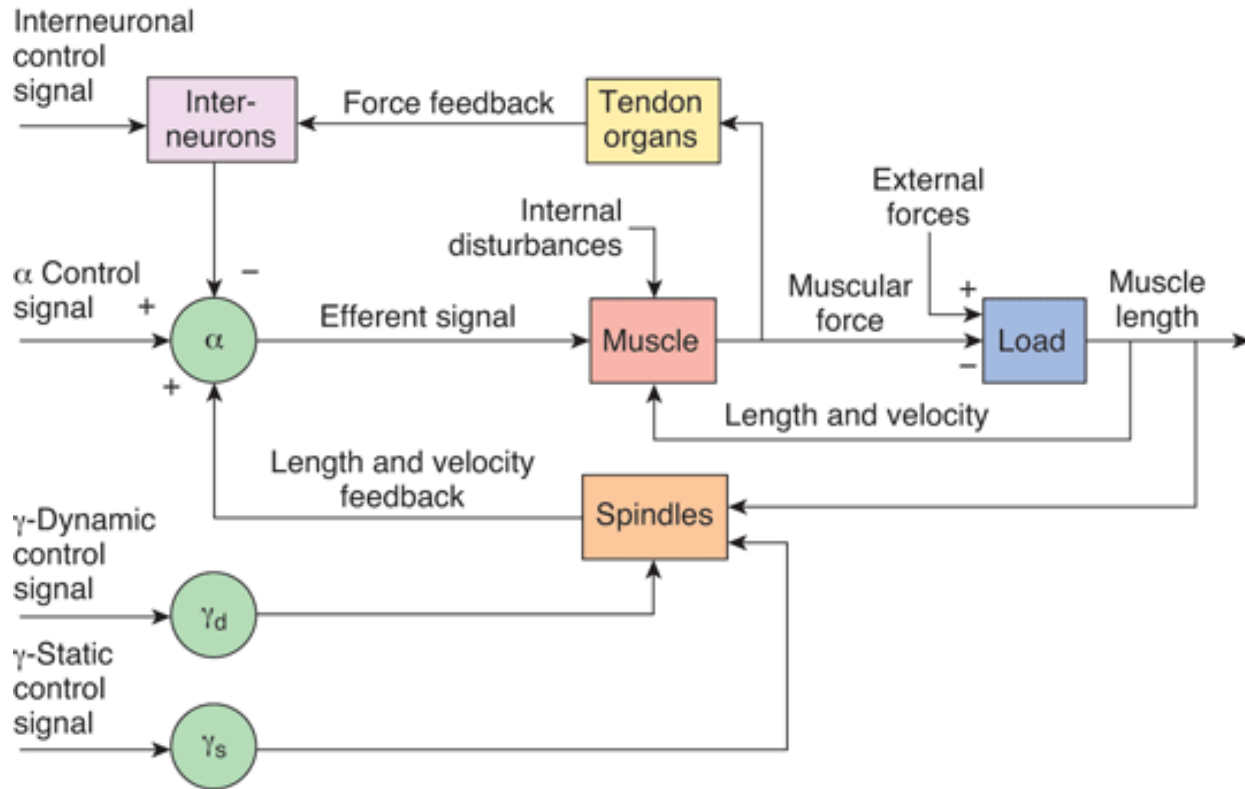 Interneuronal
control
signal
Inter-
neurons
Force feedback
Tendon
organs
External
forces
Internal
disturbances
α Control
signal
+
−
α
+
Efferent signal
Muscle
Muscular
force
+
−
Load
Muscle
length
Length and velocity
Length and velocity
feedback
Spindles
γ-Dynamic
control
signal
γd
γ-Static
control
signal
γs